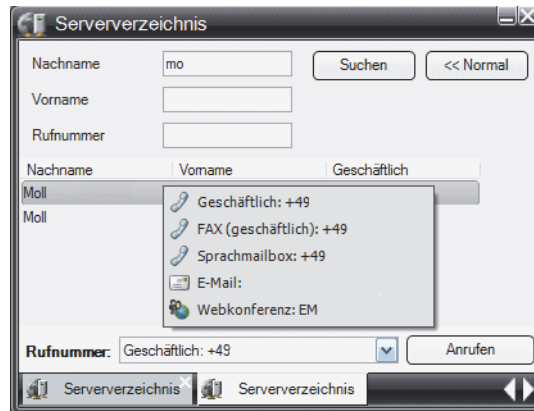 Serververzeichnis
Nachname mo Suchen << Normal
Vorname
Rufnummer
Nachname Vorname Geschäftlich
Moll
Moll
Geschäftlich: +49
FAX (geschäftlich): +49
Sprachmailbox: +49
E-Mail:
Webkonferenz: EM
Rufnummer: Geschäftlich: +49 Anrufen
Serververzeichnis Serververzeichnis